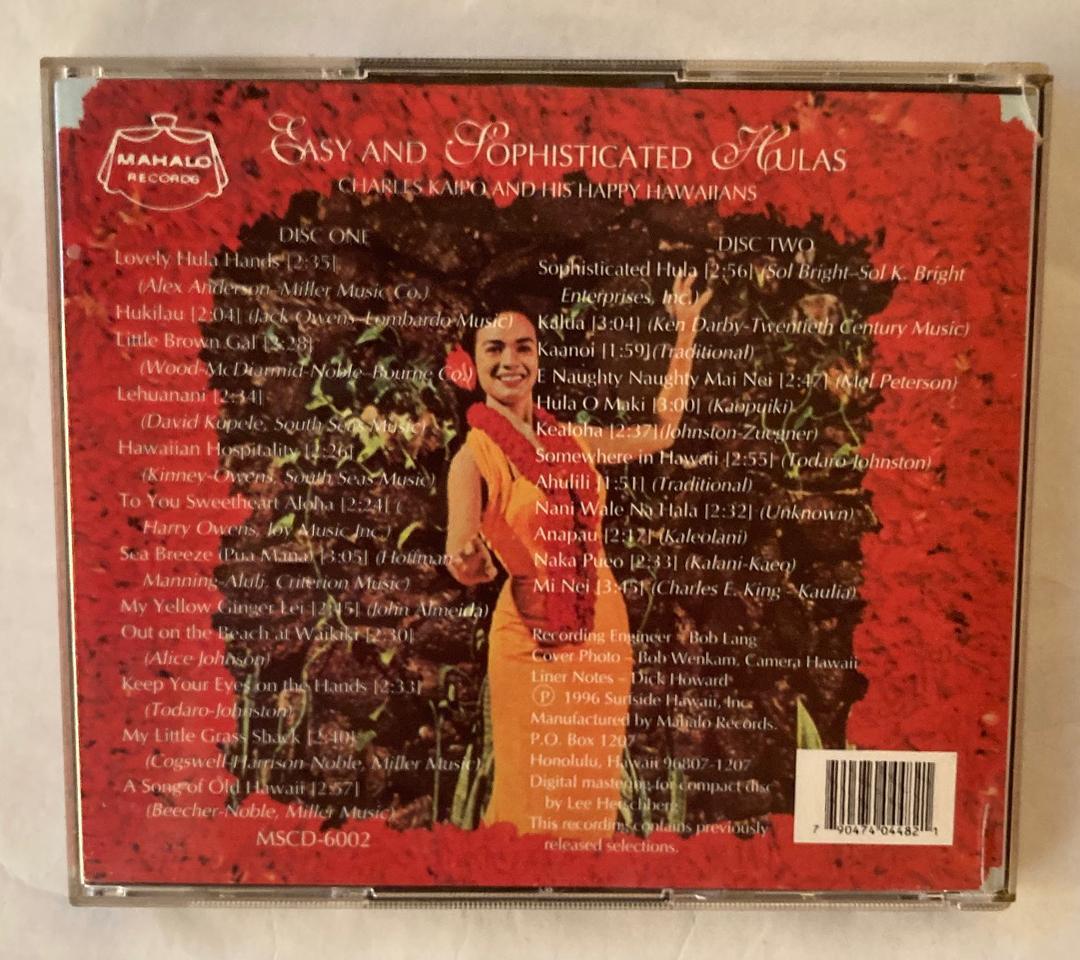 MAHALO
RECORDS
EASY AND SOPHISTICATED HULAS
CHARLES KAIPO AND HIS HAPPY HAWAIIANS
DISC ONE
Lovely Hula Hands [2:35]
(Alex Anderson–Miller Music Co.)
Hukilau [2:04] (Jack Owens, Lombardo Music)
Little Brown Gal [2:28]
(Wood-McDiarmid-Noble–Bourne Co.)
Lehuanani [2:34]
(David Kupele, South Seas Music)
Hawaiian Hospitality [2:26]
(Kinney-Owens, South Seas Music)
To You Sweetheart Aloha [2:24] (
Harry Owens, Joy Music Inc.)
Sea Breeze (Pua Mana) [3:05] (Hoffman-
Manning-Aluli, Criterion Music)
My Yellow Ginger Lei [2:45] (John Almeida)
Out on the Beach at Waikiki [2:30]
(Alice Johnson)
Keep Your Eyes on the Hands [2:33]
(Todaro-Johnston)
My Little Grass Shack [2:40]
(Cogswell-Harrison-Noble, Miller Music)
A Song of Old Hawaii [2:57]
(Beecher-Noble, Miller Music)
MSCD-6002
DISC TWO
Sophisticated Hula [2:56] (Sol Bright–Sol K. Bright
Enterprises, Inc.)
Kalua [3:04] (Ken Darby-Twentieth Century Music)
Kaanoi [1:59](Traditional)
E Naughty Naughty Mai Nei [2:47] (Mel Peterson)
Hula O Maki [3:00] (Kaopuiki)
Kealoha [2:37](Johnston-Zuegner)
Somewhere in Hawaii [2:55] (Todaro-Johnston)
Ahulili [1:51] (Traditional)
Nani Wale Na Hala [2:32] (Unknown)
Anapau [2:17] (Kaleolani)
Naka Pueo [2:33] (Kalani-Kaeo)
Mi Nei [3:45] (Charles E. King - Kaulia)
Recording Engineer – Bob Lang
Cover Photo – Bob Wenkam, Camera Hawaii
Liner Notes – Dick Howard
Ⓟ 1996 Surfside Hawaii, Inc.
Manufactured by Mahalo Records.
P.O. Box 1207
Honolulu, Hawaii 96807-1207
Digital mastering for compact disc
by Lee Herschberg
This recording contains previously
released selections.
7 90474 04482 1